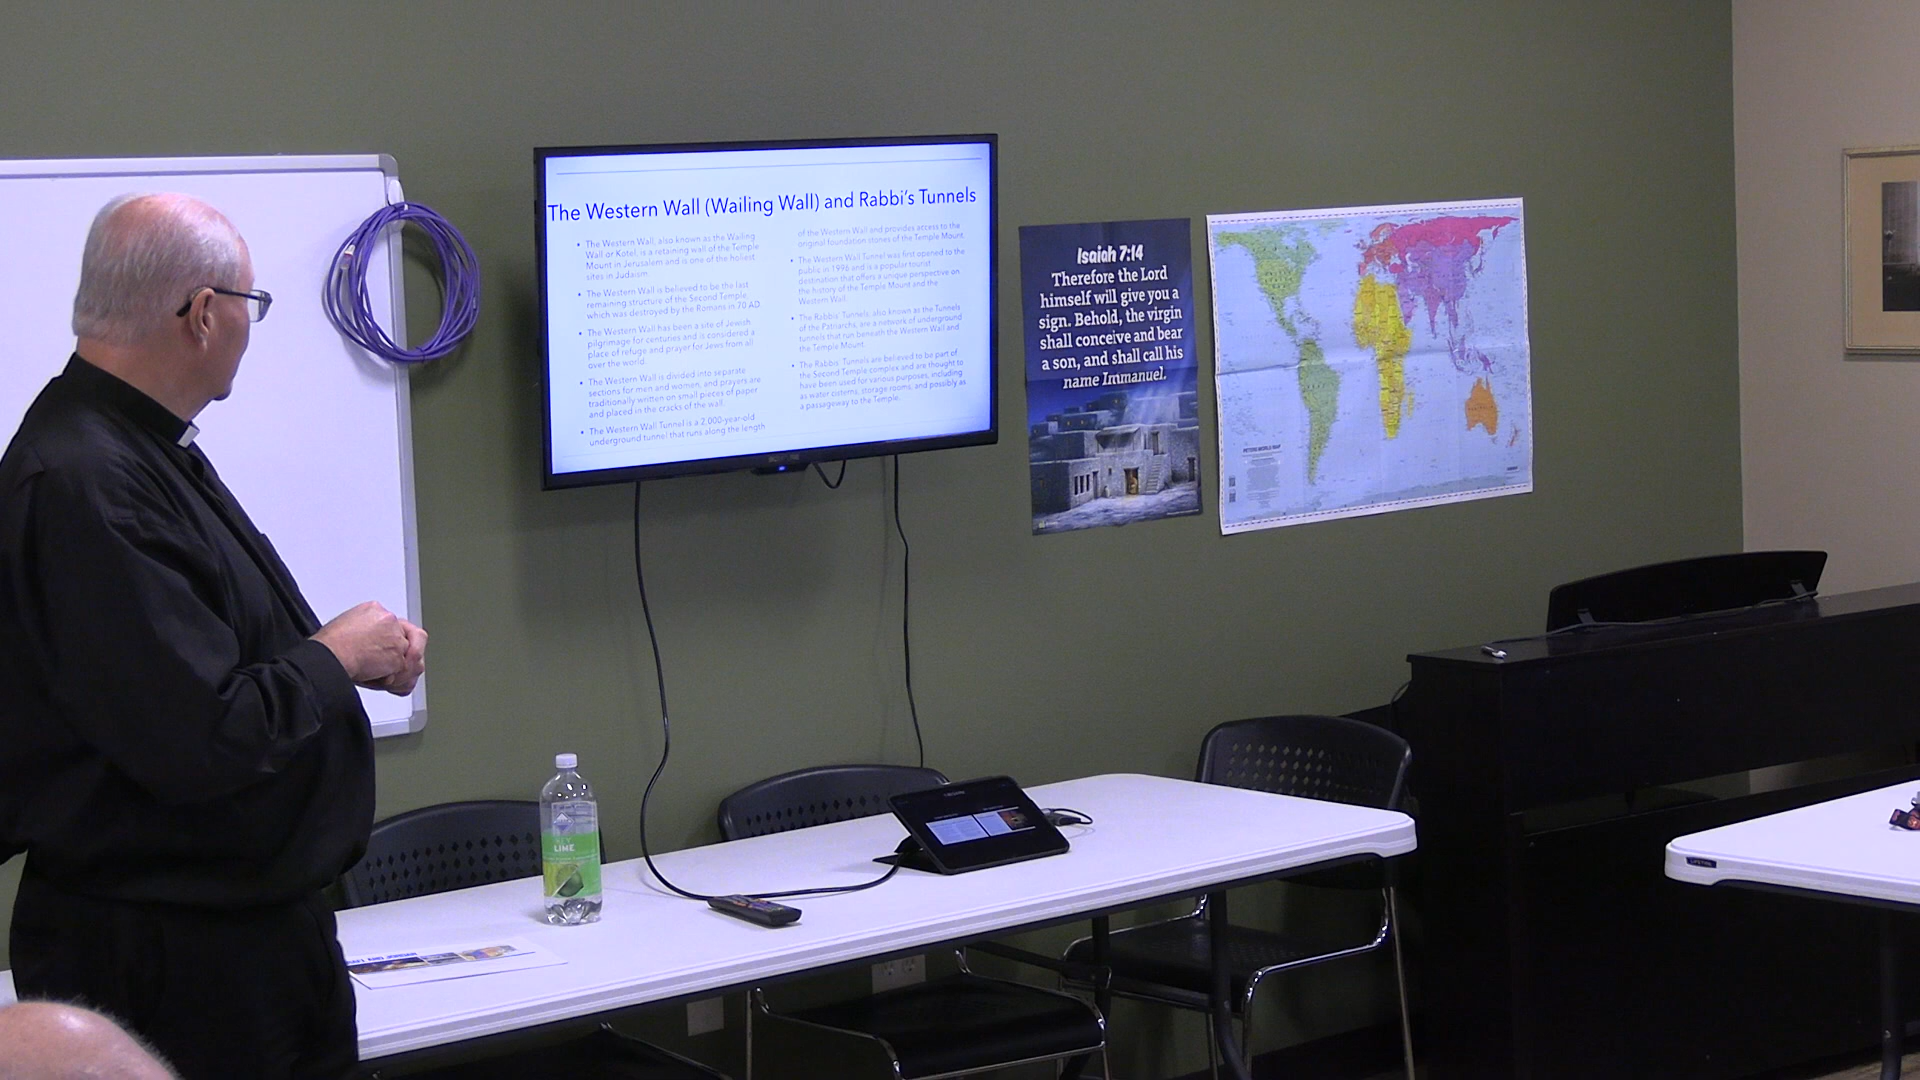 The Western Wall (Wailing Wall) and Rabbi's Tunnels
• The Western Wall, also known as the Wailing
Wall or Kotel, is a retaining wall of the Temple
Mount in Jerusalem and is one of the holiest
sites in Judaism.
• The Western Wall is believed to be the last
remaining structure of the Second Temple,
which was destroyed by the Romans in 70 AD.
• The Western Wall has been a site of Jewish
pilgrimage for centuries and is considered a
place of refuge and prayer for Jews from all
over the world.
• The Western Wall is divided into separate
sections for men and women, and prayers are
traditionally written on small pieces of paper
and placed in the cracks of the wall.
• The Western Wall Tunnel is a 2,000-year-old
underground tunnel that runs along the length
of the Western Wall and provides access to the
original foundation stones of the Temple Mount.
• The Western Wall Tunnel was first opened to the
public in 1996 and is a popular tourist
destination that offers a unique perspective on
the history of the Temple Mount and the
Western Wall.
• The Rabbis' Tunnels, also known as the Tunnels
of the Patriarchs, are a network of underground
tunnels that run beneath the Western Wall and
the Temple Mount.
• The Rabbis' Tunnels are believed to be part of
the Second Temple complex and are thought to
have been used for various purposes, including
as water cisterns, storage rooms, and possibly as
a passageway to the Temple.
Isaiah 7:14
Therefore the Lord
himself will give you a
sign. Behold, the virgin
shall conceive and bear
a son, and shall call his
name Immanuel.
PETERS WORLD MAP
LIME
LIFETIME